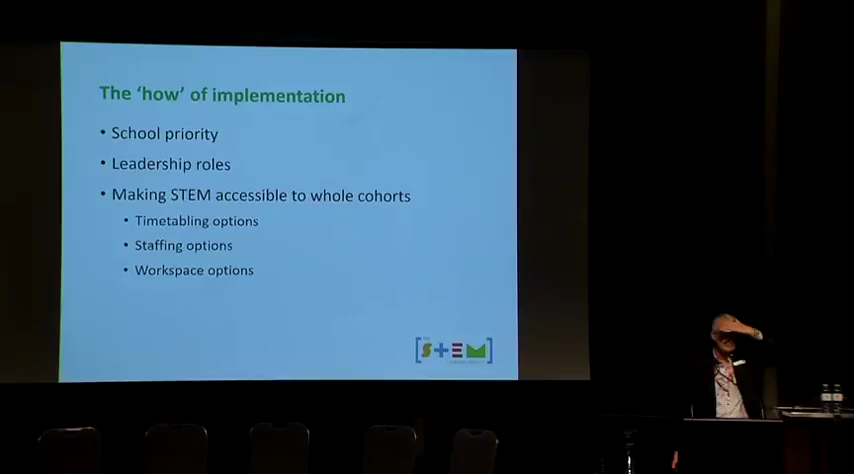 The 'how' of implementation
• School priority
• Leadership roles
• Making STEM accessible to whole cohorts
• Timetabling options
• Staffing options
• Workspace options
STEM